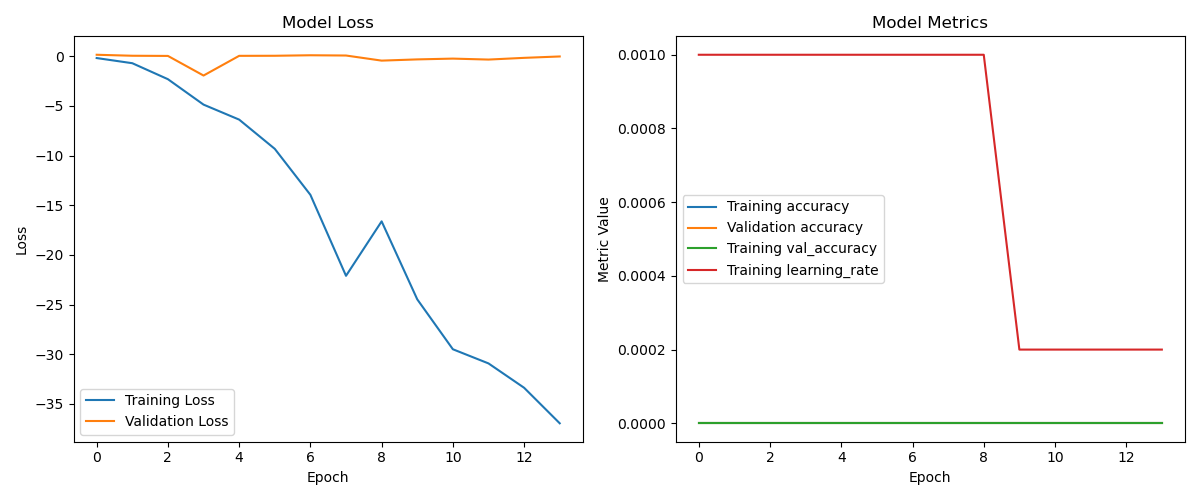 Model Loss
0
−5
−10
−15
−20
−25
−30
−35
Loss
Training Loss
Validation Loss
0 2 4 6 8 10 12
Epoch
Model Metrics
0.0010
0.0008
0.0006
0.0004
0.0002
0.0000
Metric Value
Training accuracy
Validation accuracy
Training val_accuracy
Training learning_rate
0 2 4 6 8 10 12
Epoch